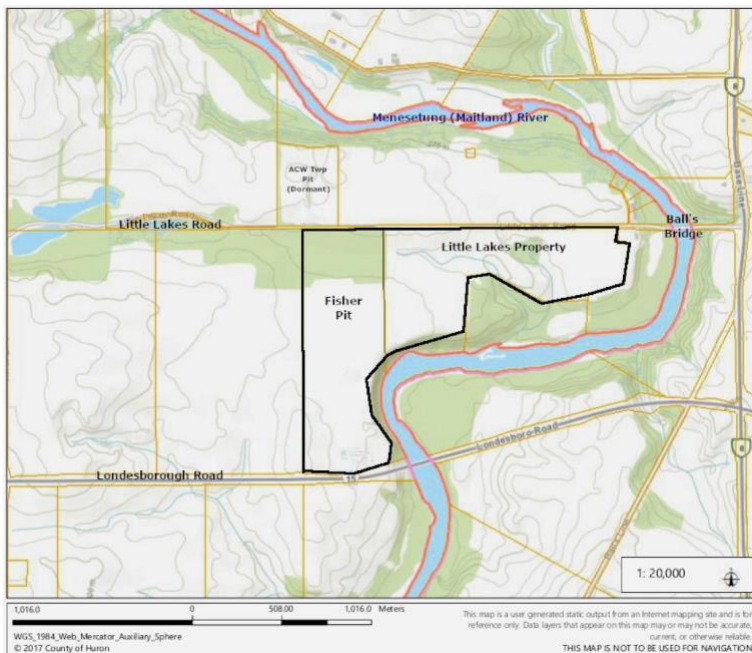 8
Menesetung (Maitland) River
ACW Twp
Pit
(Dormant)
Little Lakes Road
Ball's
Bridge
Little Lakes Property
Fisher
Pit
Londesboro Road
Londesborough Road
15
8
1: 20,000
1,016.0 0 508.00 1,016.0 Meters
WGS_1984_Web_Mercator_Auxiliary_Sphere
© 2017 County of Huron
This map is a user generated static output from an Internet mapping site and is for
reference only. Data layers that appear on this map may or may not be accurate,
current, or otherwise reliable.
THIS MAP IS NOT TO BE USED FOR NAVIGATION